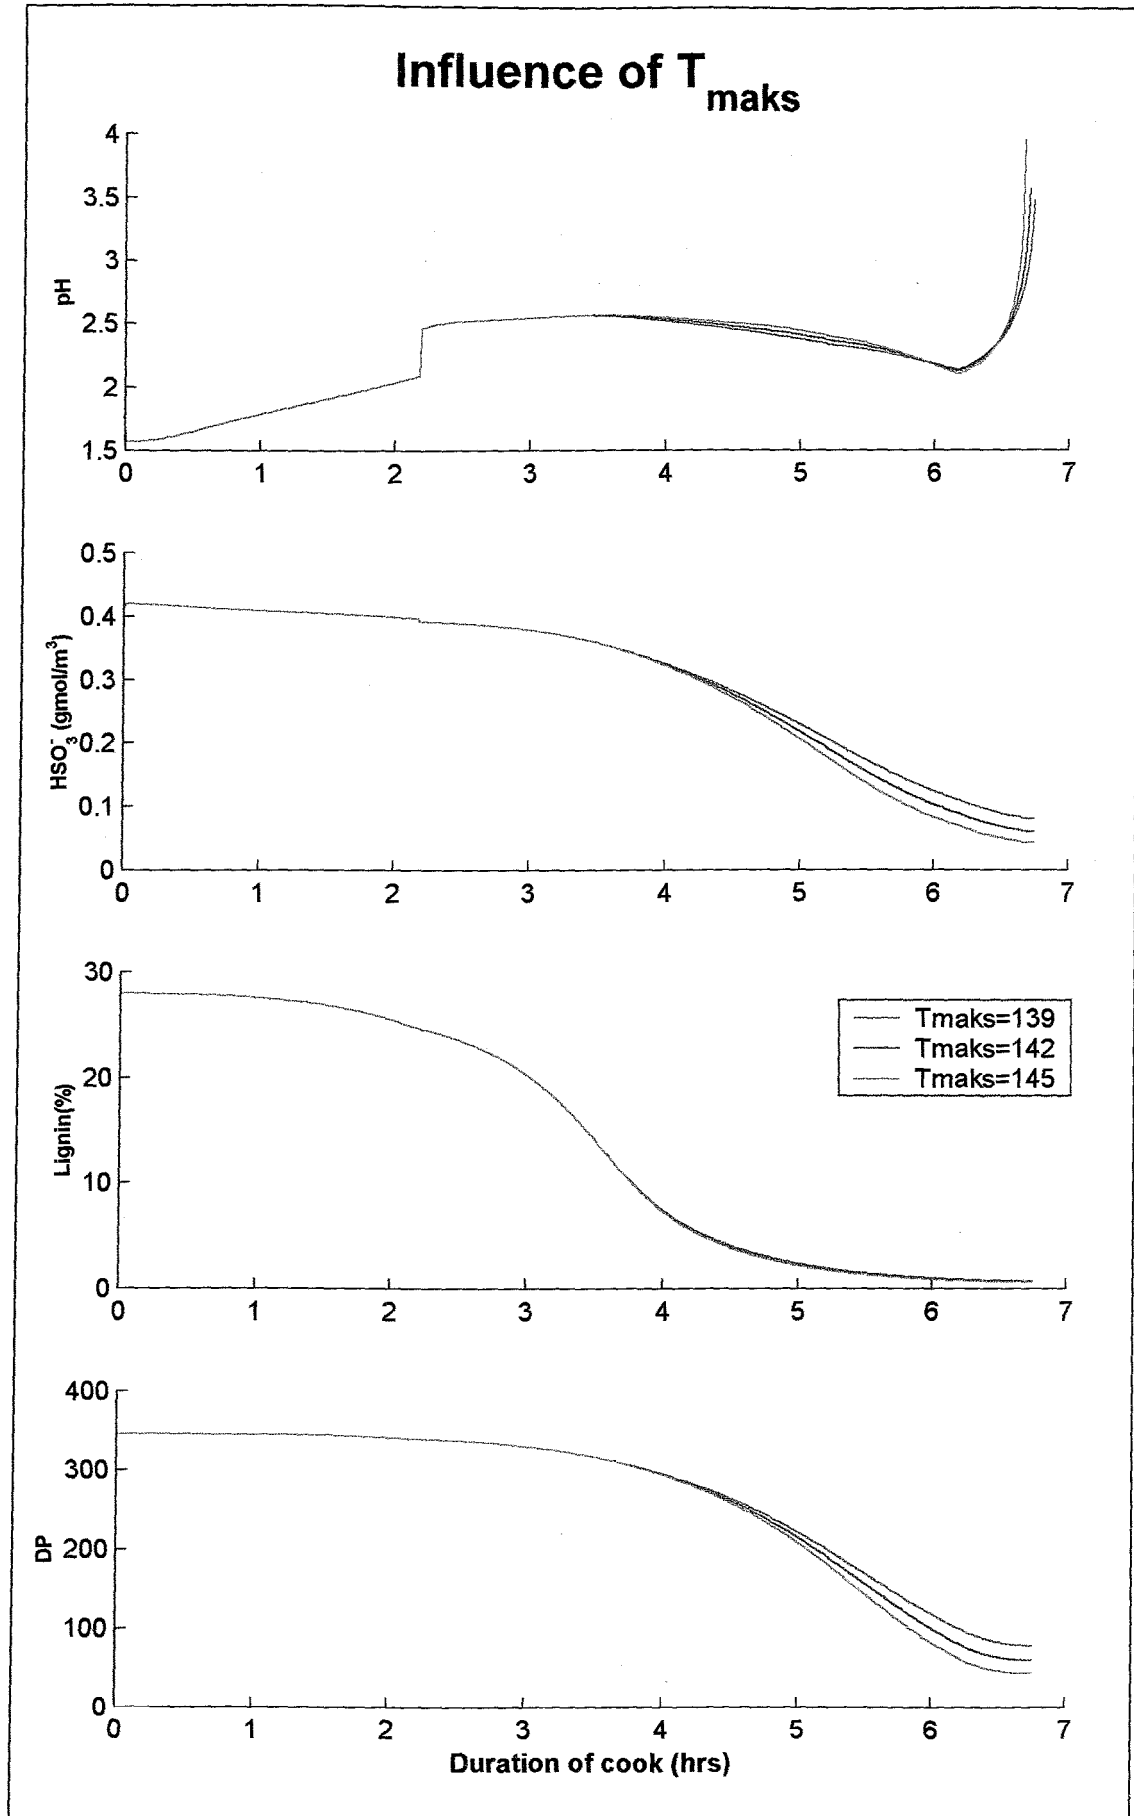 Influence of T maks
4
3.5
3
2.5
2
1.5
pH
0 1 2 3 4 5 6 7
0.5
0.4
0.3
0.2
0.1
0
HSO3- (gmol/m3)
0 1 2 3 4 5 6 7
30
20
10
0
Lignin(%)
Tmaks=139
Tmaks=142
Tmaks=145
0 1 2 3 4 5 6 7
400
300
200
100
0
DP
0 1 2 3 4 5 6 7
Duration of cook (hrs)